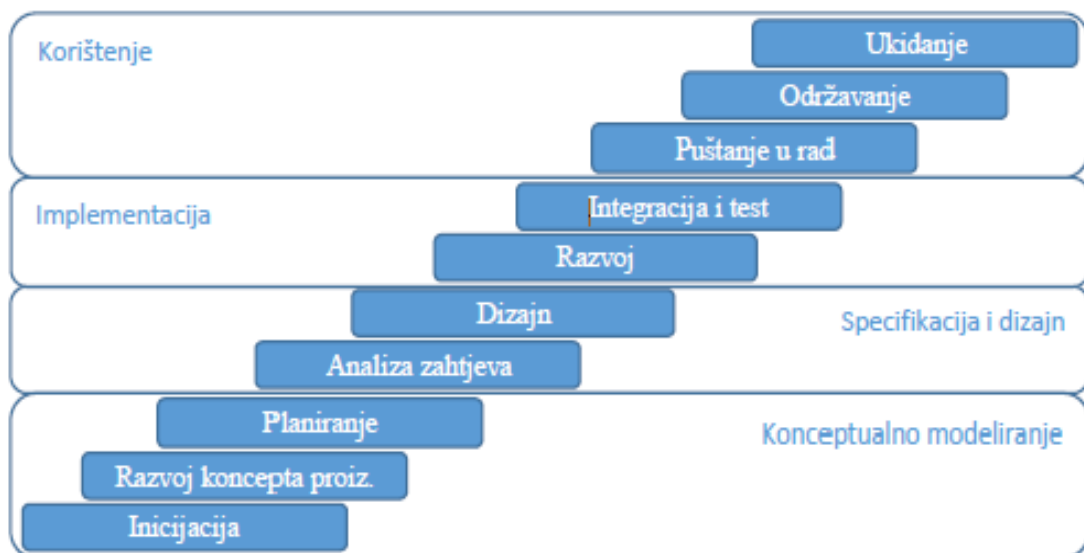 Korištenje
Ukidanje
Održavanje
Puštanje u rad
Implementacija
Integracija i test
Razvoj
Dizajn
Specifikacija i dizajn
Analiza zahtjeva
Planiranje
Konceptualno modeliranje
Razvoj koncepta proiz.
Inicijacija